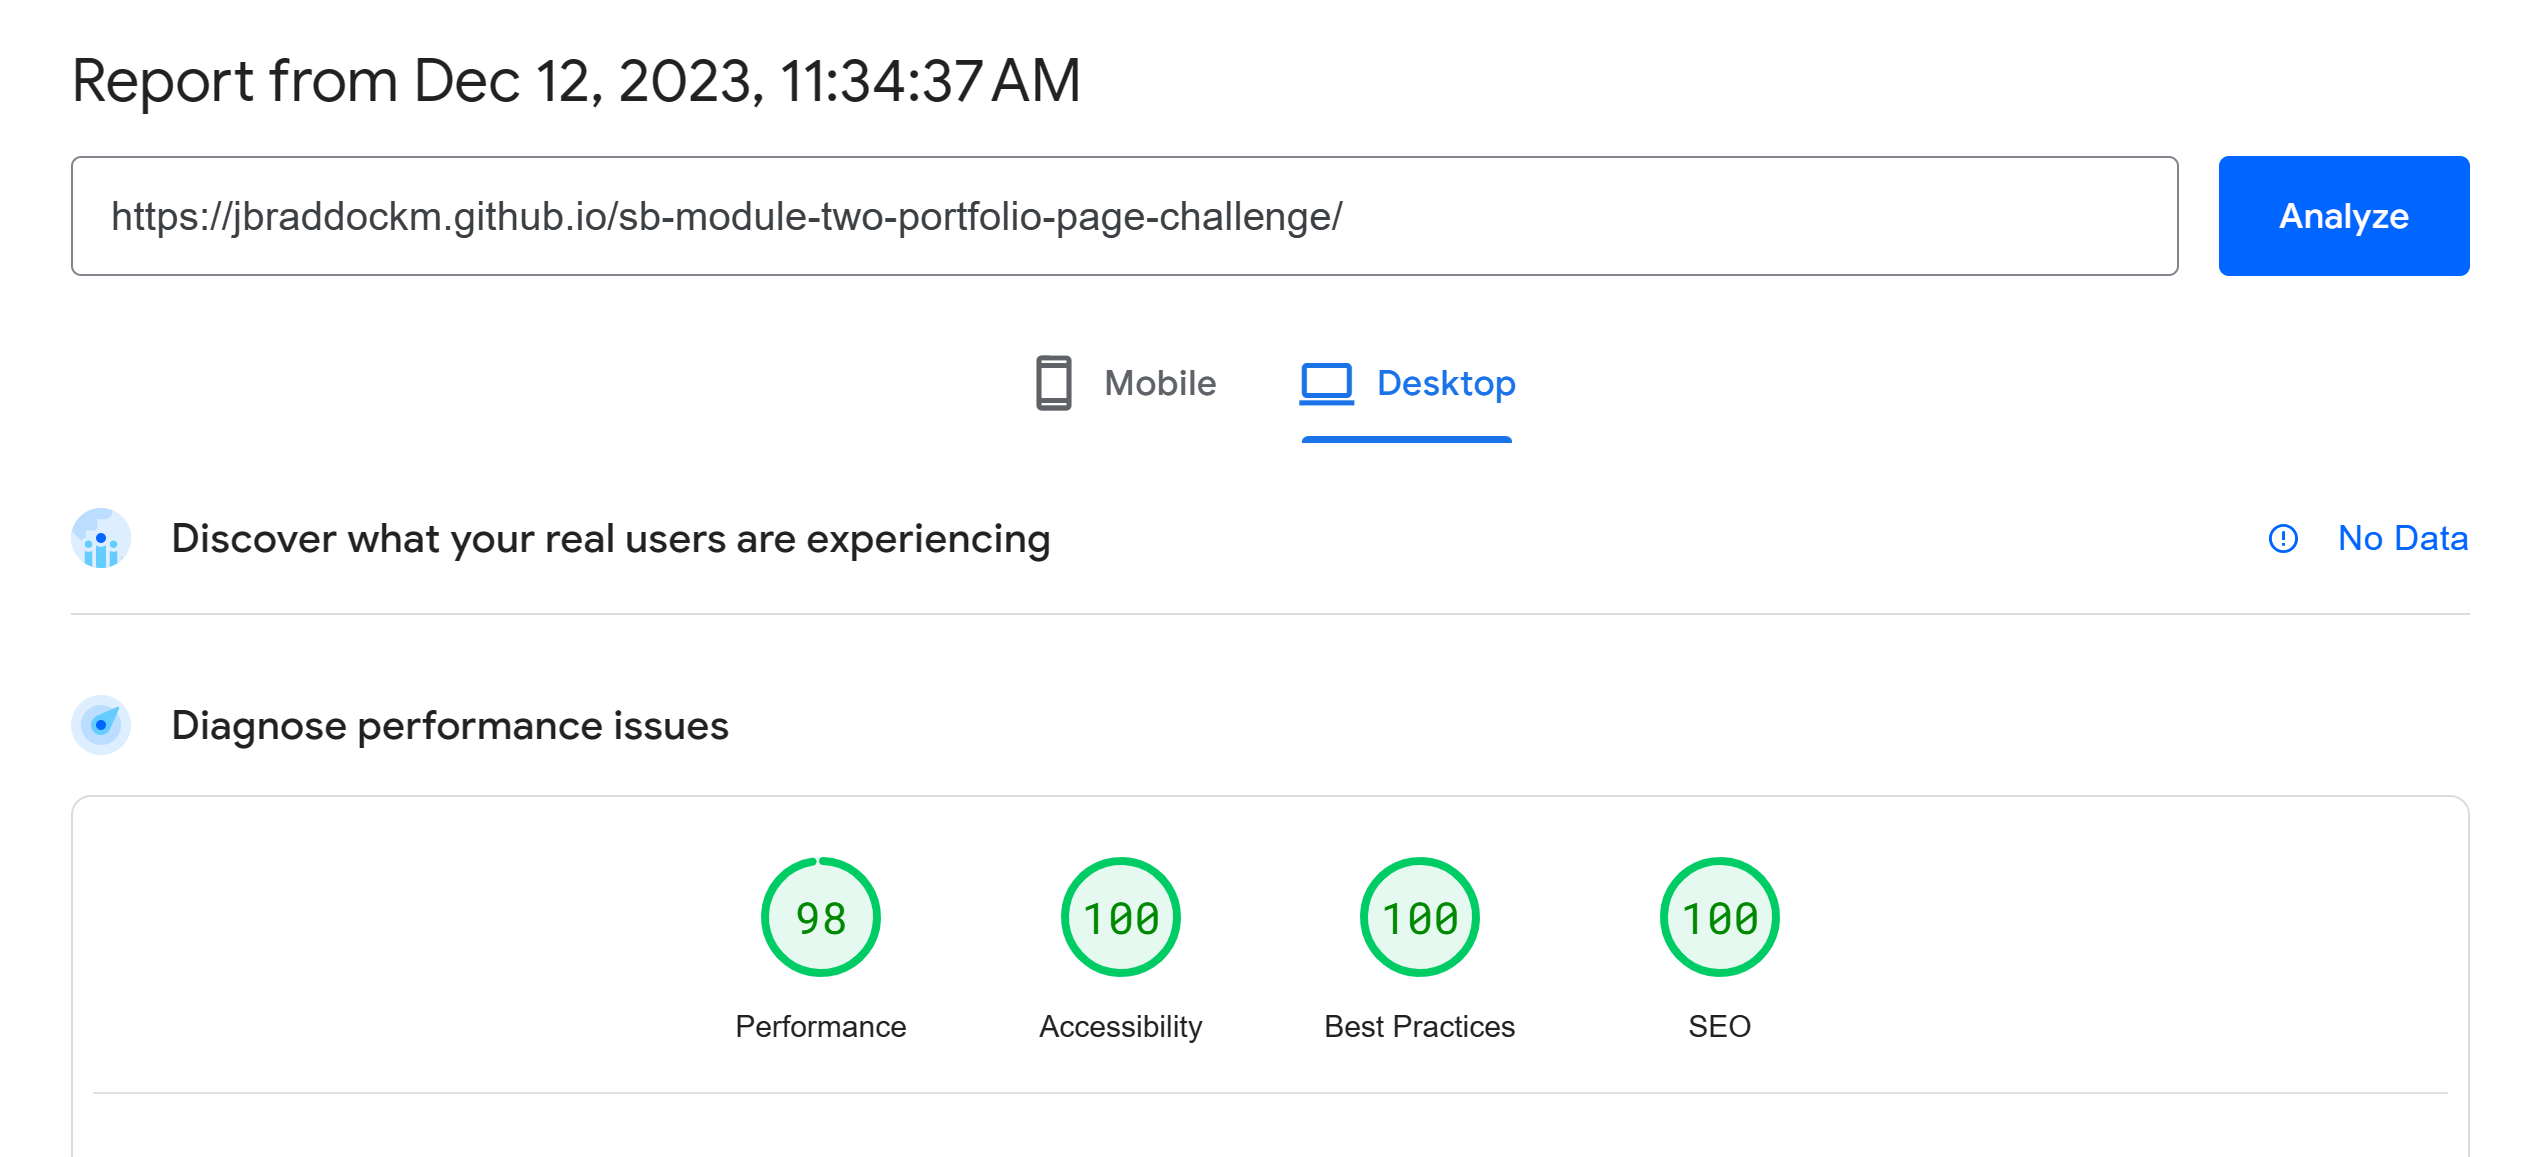 Report from Dec 12, 2023, 11:34:37 AM
https://jbraddockm.github.io/sb-module-two-portfolio-page-challenge/
Analyze
Mobile
Desktop
Discover what your real users are experiencing
No Data
Diagnose performance issues
98
100
100
100
Performance
Accessibility
Best Practices
SEO